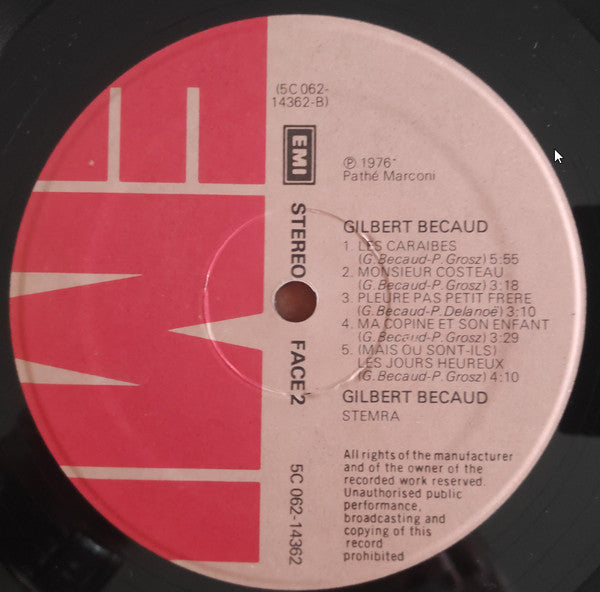 (5C 062-
14362-B)
EMI
℗ 1976
Pathé Marconi
STEREO FACE 2
5C 062-14362
GILBERT BECAUD
1. LES CARAIBES
(G. Becaud-P. Grosz) 5:55
2. MONSIEUR COSTEAU
(G. Becaud-P. Grosz) 3:18
3. PLEURE PAS PETIT FRERE
(G. Becaud-P. Delanoë) 3:10
4. MA COPINE ET SON ENFANT
(G. Becaud-P. Grosz) 3:29
5. (MAIS OU SONT-ILS)
LES JOURS HEUREUX
(G. Becaud-P. Grosz) 4:10
GILBERT BECAUD
STEMRA
All rights of the manufacturer
and of the owner of the
recorded work reserved.
Unauthorised public
performance,
broadcasting and
copying of this
record
prohibited
EMI